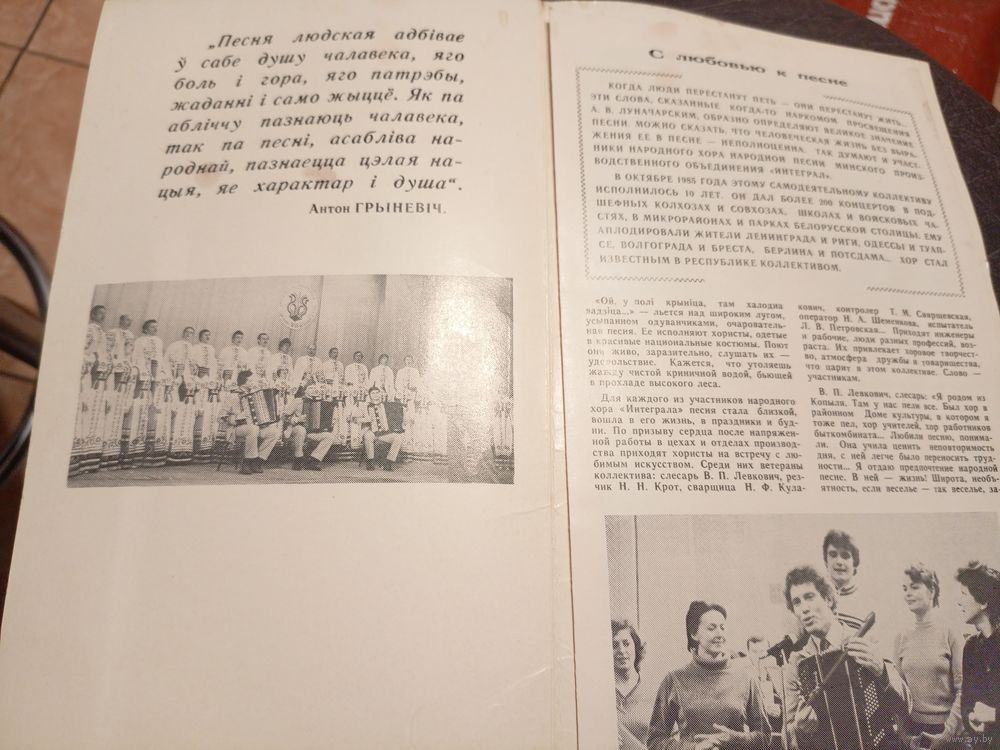 „Песня людская адбівае
ў сабе душу чалавека, яго
боль і гора, яго патрэбы,
жаданні і само жыццё. Як па
абліччу пазнаюць чалавека,
так па песні, асабліва на-
роднай, пазнаецца цэлая на-
цыя, яе характар і душа“.
Антон ГРЫНЕВІЧ.
С любовью к песне
КОГДА ЛЮДИ ПЕРЕСТАНУТ ПЕТЬ — ОНИ ПЕРЕСТАНУТ ЖИТЬ...
ЭТИ СЛОВА, СКАЗАННЫЕ КОГДА-ТО НАРКОМОМ ПРОСВЕЩЕНИЯ
А. В. ЛУНАЧАРСКИМ, ОБРАЗНО ОПРЕДЕЛЯЮТ ВЕЛИКОЕ ЗНАЧЕНИЕ
ПЕСНИ. МОЖНО СКАЗАТЬ, ЧТО ЧЕЛОВЕЧЕСКАЯ ЖИЗНЬ БЕЗ ВЫРА-
ЖЕНИЯ ЕЕ В ПЕСНЕ — НЕПОЛНОЦЕННА. ТАК ДУМАЮТ И УЧАСТ-
НИКИ НАРОДНОГО ХОРА НАРОДНОЙ ПЕСНИ МИНСКОГО ПРОИЗ-
ВОДСТВЕННОГО ОБЪЕДИНЕНИЯ «ИНТЕГРАЛ».
В ОКТЯБРЕ 1985 ГОДА ЭТОМУ САМОДЕЯТЕЛЬНОМУ КОЛЛЕКТИВУ
ИСПОЛНИЛОСЬ 10 ЛЕТ. ОН ДАЛ БОЛЕЕ 200 КОНЦЕРТОВ В ПОД-
ШЕФНЫХ КОЛХОЗАХ И СОВХОЗАХ, ШКОЛАХ И ВОЙСКОВЫХ ЧА-
СТЯХ, В МИКРОРАЙОНАХ И ПАРКАХ БЕЛОРУССКОЙ СТОЛИЦЫ. ЕМУ
АПЛОДИРОВАЛИ ЖИТЕЛИ ЛЕНИНГРАДА И РИГИ, ОДЕССЫ И ТУАП-
СЕ, ВОЛГОГРАДА И БРЕСТА, БЕРЛИНА И ПОТСДАМА... ХОР СТАЛ
ИЗВЕСТНЫМ В РЕСПУБЛИКЕ КОЛЛЕКТИВОМ.
«Ой, у полі крыніца, там халодна
вадзіца...» — льется над широким лугом,
усыпанном одуванчиками, очарователь-
ная песня. Ее исполняют хористы, одетые
в красивые национальные костюмы. Поют
они живо, заразительно, слушать их —
удовольствие. Кажется, что утоляешь
жажду чистой криничной водой, бьющей
в прохладе высокого леса.
Для каждого из участников народного
хора «Интеграла» песня стала близкой,
вошла в его жизнь, в праздники и буд-
ни. По призыву сердца после напряжен-
ной работы в цехах и отделах производ-
ства приходят хористы на встречу с лю-
бимым искусством. Среди них ветераны
коллектива: слесарь В. П. Левкович, рез-
чик Н. Н. Крот, сварщица Н. Ф. Кула-
кович, контролер Т. М. Свиршевская,
оператор Н. А. Шеменкова, испытатель
Л. В. Петровская... Приходят инженеры
и рабочие, люди разных профессий, воз-
раста. Их привлекает хоровое творчест-
во, атмосфера дружбы и товарищества,
что царит в этом коллективе. Слово —
участникам.
В. П. Левкович, слесарь: «Я родом из
Копыля. Там у нас пели все. Был хор в
районном Доме культуры, в котором я
тоже пел, хор учителей, хор работников
быткомбината... Любили песню, понима-
ли. Она учила ценить неповторимость
дня, с ней легче было переносить труд-
ности... Я отдаю предпочтение народной
песне. В ней — жизнь! Широта, необъ-
ятность, если веселье — так веселье, за-
www.ay.by